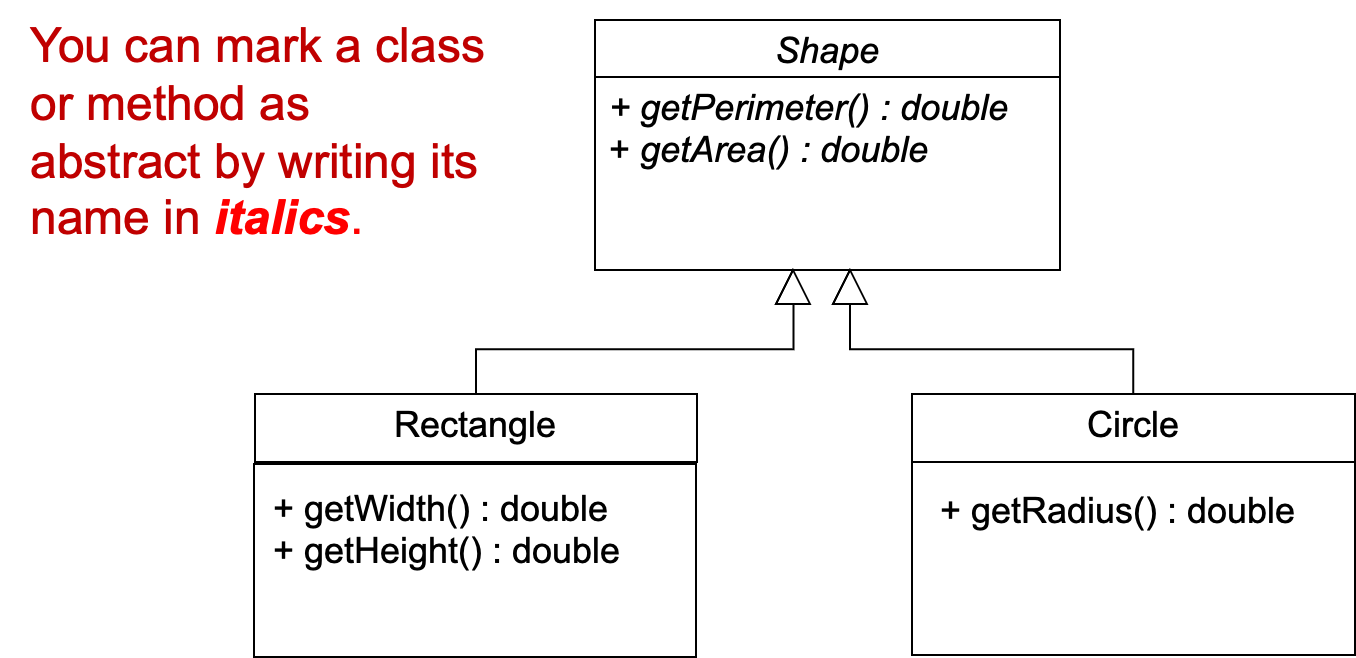 You can mark a class
or method as
abstract by writing its
name in italics.
Shape
+ getPerimeter() : double
+ getArea() : double
Rectangle
+ getWidth() : double
+ getHeight() : double
Circle
+ getRadius() : double